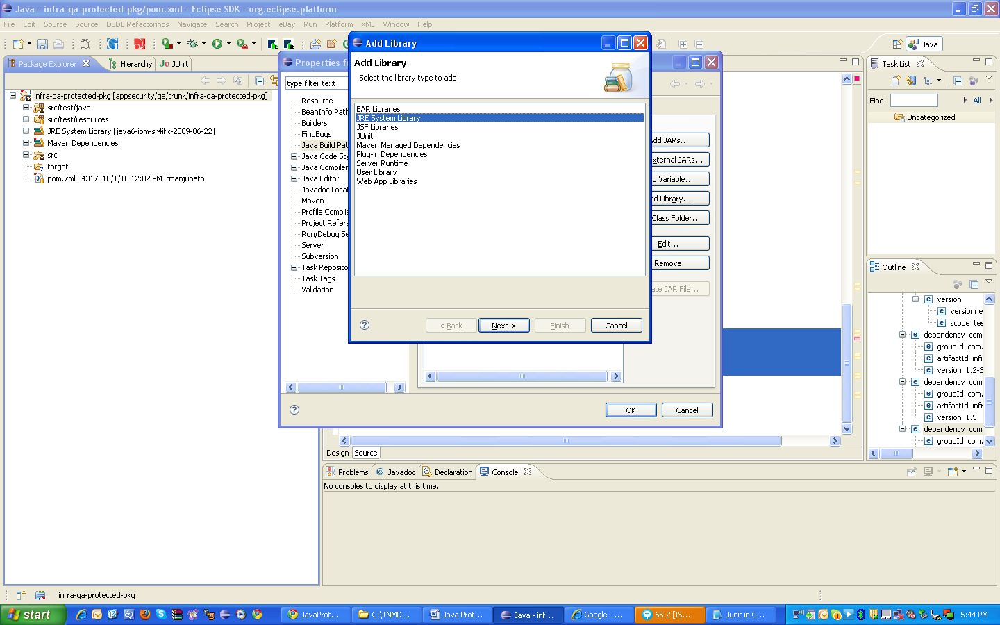 Java - infra-qa-protected-pkg/pom.xml - Eclipse SDK - org.eclipse.platform
File Edit Source Source DEDE Refactorings Navigate Search Project eBay Run Platform XML Window Help
Java
Package Explorer
Hierarchy
JUnit
infra-qa-protected-pkg [appsecurity/qa/trunk/infra-qa-protected-pkg]
src/test/java
src/test/resources
JRE System Library [java6-ibm-sr4ifx-2009-06-22]
Maven Dependencies
src
target
pom.xml 84317 10/1/10 12:02 PM tmanjunath
Properties fo
type filter text
Resource
BeanInfo Path
Builders
FindBugs
Java Build Pat
Java Code Sty
Java Compiler
Java Editor
Javadoc Locat
Maven
Profile Complia
Project Refere
Run/Debug Se
Server
Subversion
Task Reposito
Task Tags
Validation
Add Library
Add Library
Select the library type to add.
EAR Libraries
JRE System Library
JSF Libraries
JUnit
Maven Managed Dependencies
Plug-in Dependencies
Server Runtime
User Library
Web App Libraries
< Back
Next >
Finish
Cancel
dd JARs...
xternal JARs...
d Variable...
dd Library...
Class Folder...
Edit...
Remove
ate JAR File...
OK
Cancel
Design
Source
Task List
Find:
All
Uncategorized
Outline
version
versionne
scope tes
dependency com
groupId com.
artifactId infr
version 1.2-S
dependency com
groupId com.
artifactId infr
version 1.5
dependency com
groupId com.
Problems
Javadoc
Declaration
Console
No consoles to display at this time.
infra-qa-protected-pkg
start
JavaProt...
C:\TNMD...
Java Prot...
Java - inf...
Google - ...
65.2 [IS...
Junit in C...
5:44 PM